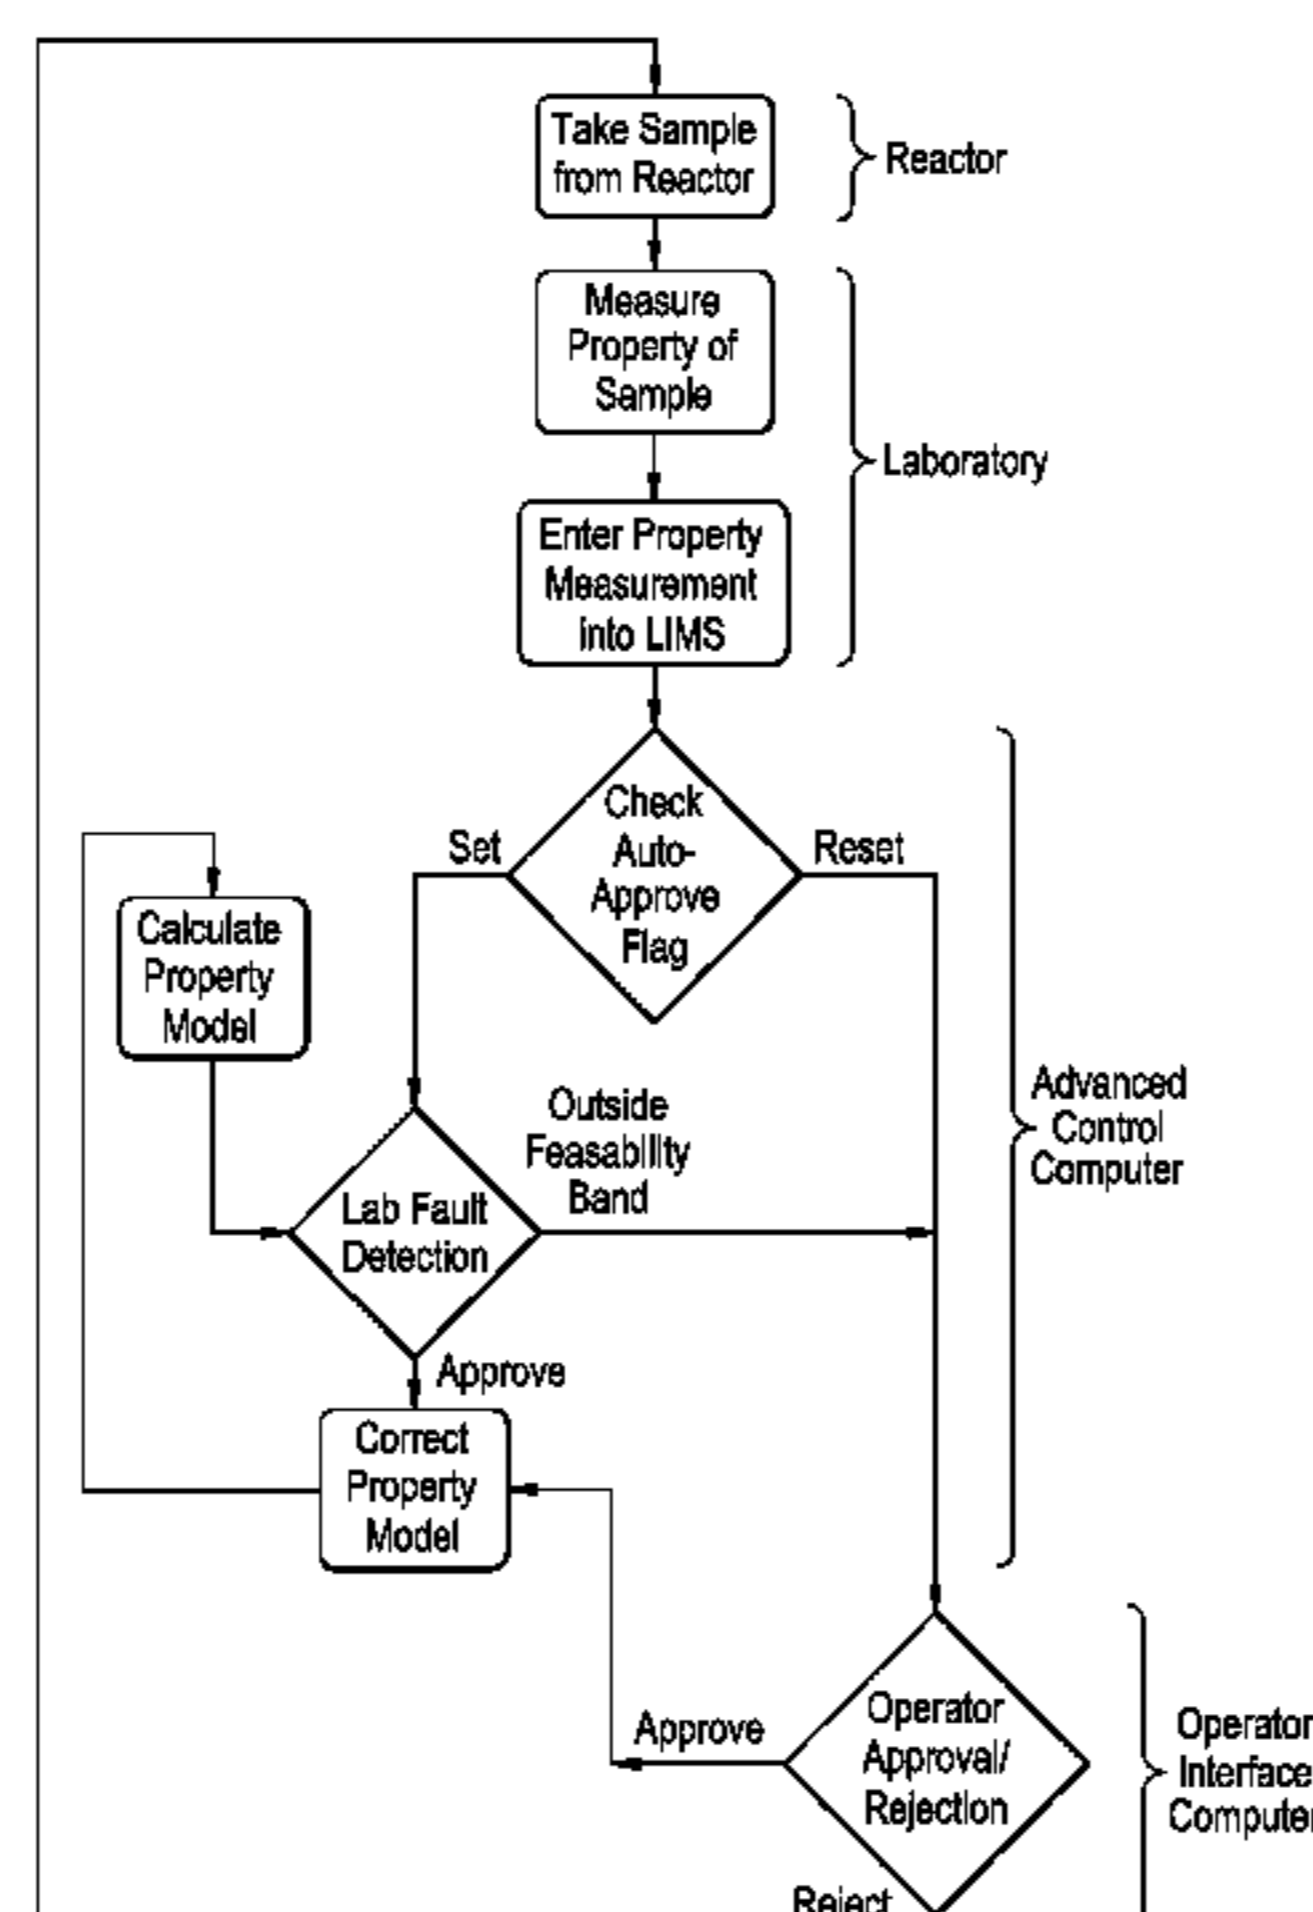 Take Sample
from Reactor
Reactor
Measure
Property of
Sample
Laboratory
Enter Property
Measurement
into LIMS
Check
Auto-
Approve
Flag
Set
Reset
Calculate
Property
Model
Outside
Feasability
Band
Advanced
Control
Computer
Lab Fault
Detection
Approve
Correct
Property
Model
Operator
Approval/
Rejection
Approve
Operator
Interface
Computer
Reject